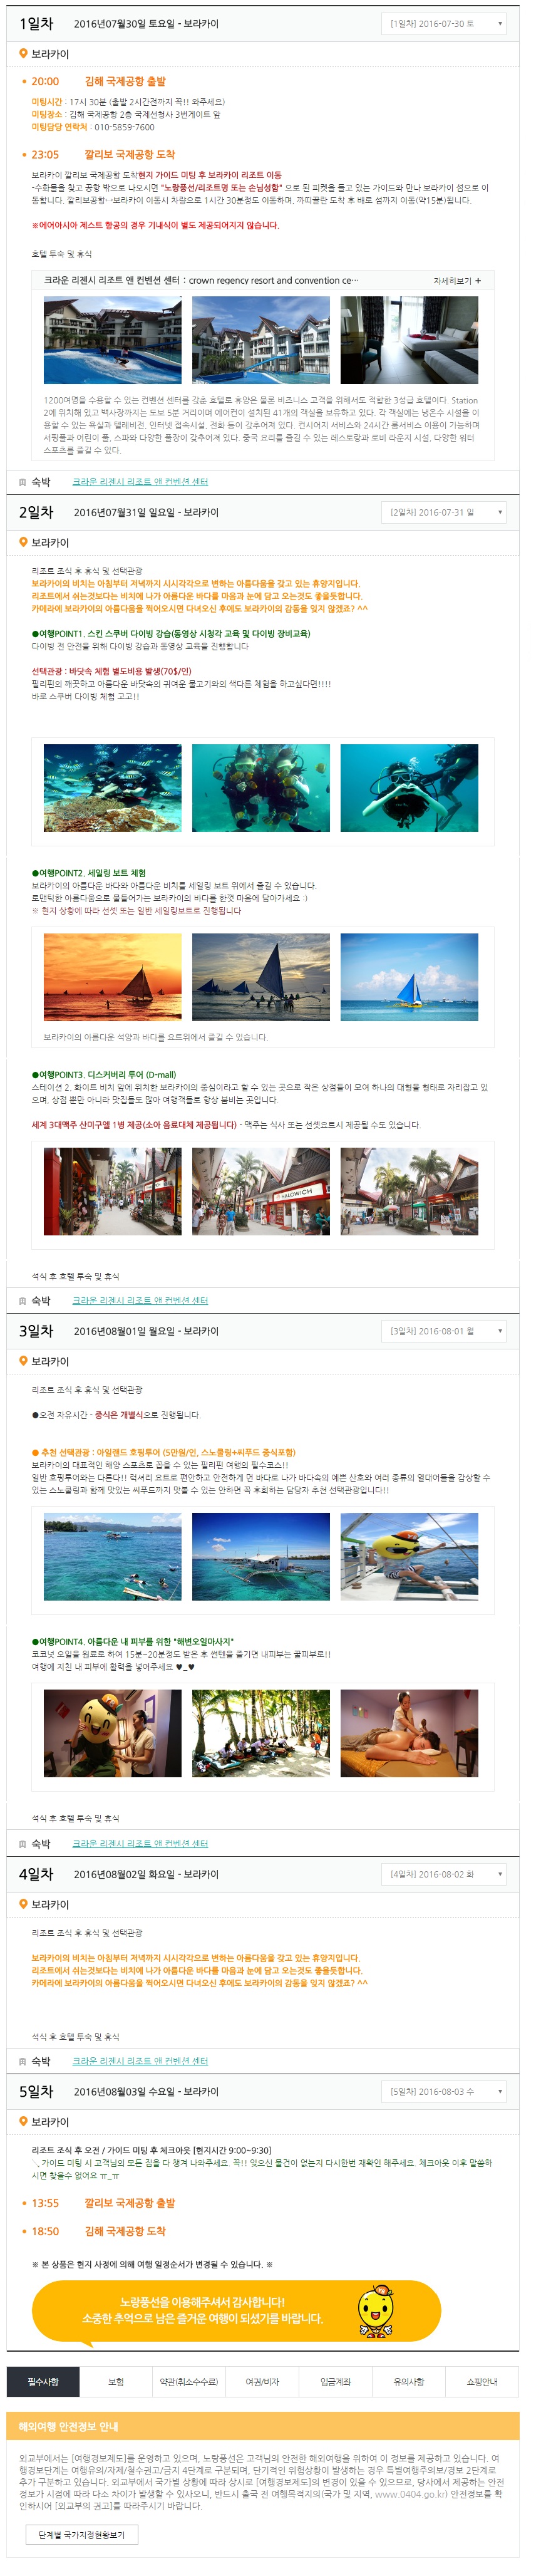 1일차 2016년07월30일 토요일 - 보라카이 [1일차] 2016-07-30 토
보라카이
20:00 김해 국제공항 출발
미팅시간 : 17시 30분 (출발 2시간전까지 꼭!! 와주세요)
미팅장소 : 김해 국제공항 2층 국제선청사 3번게이트 앞
미팅담당 연락처 : 010-5859-7600
23:05 깔리보 국제공항 도착
보라카이 깔리보 국제공항 도착현지 가이드 미팅 후 보라카이 리조트 이동
-수화물을 찾고 공항 밖으로 나오시면 "노랑풍선/리조트명 또는 손님성함" 으로 된 피켓을 들고 있는 가이드와 만나 보라카이 섬으로 이
동합니다. 깔리보공항-→보라카이 이동시 차량으로 1시간 30분정도 이동하며, 까띠끌란 도착 후 배로 섬까지 이동(약15분)됩니다.
※에어아시아 제스트 항공의 경우 기내식이 별도 제공되어지지 않습니다.
호텔 투숙 및 휴식
크라운 리젠시 리조트 앤 컨벤션 센터 : crown regency resort and convention ce… 자세히보기 +
1200여명을 수용할 수 있는 컨벤션 센터를 갖춘 호텔로 휴양은 물론 비즈니스 고객을 위해서도 적합한 3성급 호텔이다. Station
2에 위치해 있고 백사장까지는 도보 5분 거리이며 에어컨이 설치된 41개의 객실을 보유하고 있다. 각 객실에는 냉온수 시설을 이
용할 수 있는 욕실과 텔레비전, 인터넷 접속시설, 전화 등이 갖추어져 있다. 컨시어지 서비스와 24시간 룸서비스 이용이 가능하며
서핑풀과 어린이 풀, 스파와 다양한 풀장이 갖추어져 있다. 중국 요리를 즐길 수 있는 레스토랑과 로비 라운지 시설, 다양한 워터
스포츠를 즐길 수 있다.
숙박 크라운 리젠시 리조트 앤 컨벤션 센터
2일차 2016년07월31일 일요일 - 보라카이 [2일차] 2016-07-31 일
보라카이
리조트 조식 후 휴식 및 선택관광
보라카이의 비치는 아침부터 저녁까지 시시각각으로 변하는 아름다움을 갖고 있는 휴양지입니다.
리조트에서 쉬는것보다는 비치에 나가 아름다운 바다를 마음과 눈에 담고 오는것도 좋을듯합니다.
카메라에 보라카이의 아름다움을 찍어오시면 다녀오신 후에도 보라카이의 감동을 잊지 않겠죠? ^^
●여행POINT1. 스킨 스쿠버 다이빙 강습(동영상 시청각 교육 및 다이빙 장비교육)
다이빙 전 안전을 위해 다이빙 강습과 동영상 교육을 진행합니다
선택관광 : 바닷속 체험 별도비용 발생(70$/인)
필리핀의 깨끗하고 아름다운 바닷속의 귀여운 물고기와의 색다른 체험을 하고싶다면!!!!
바로 스쿠버 다이빙 체험 고고!!
●여행POINT2. 세일링 보트 체험
보라카이의 아름다운 바다와 아름다운 비치를 세일링 보트 위에서 즐길 수 있습니다.
로맨틱한 아름다움으로 물들어가는 보라카이의 바다를 한껏 마음에 담아가세요 :)
※ 현지 상황에 따라 선셋 또는 일반 세일링보트로 진행됩니다
보라카이의 아름다운 석양과 바다를 요트위에서 즐길 수 있습니다.
●여행POINT3. 디스커버리 투어 (D-mall)
스테이션 2, 화이트 비치 앞에 위치한 보라카이의 중심이라고 할 수 있는 곳으로 작은 상점들이 모여 하나의 대형몰 형태로 자리잡고 있
으며, 상점 뿐만 아니라 맛집들도 많아 여행객들로 항상 붐비는 곳입니다.
세계 3대맥주 산미구엘 1병 제공(소아 음료대체 제공됩니다) - 맥주는 식사 또는 선셋요트시 제공될 수도 있습니다.
HALOWICH
석식 후 호텔 투숙 및 휴식
숙박 크라운 리젠시 리조트 앤 컨벤션 센터
3일차 2016년08월01일 월요일 - 보라카이 [3일차] 2016-08-01 월
보라카이
리조트 조식 후 휴식 및 선택관광
●오전 자유시간 - 중식은 개별식으로 진행됩니다.
● 추천 선택관광 : 아일랜드 호핑투어 (5만원/인, 스노쿨링+씨푸드 중식포함)
보라카이의 대표적인 해양 스포츠로 꼽을 수 있는 필리핀 여행의 필수코스!!
일반 호핑투어와는 다른다!! 럭셔리 요트로 편안하고 안전하게 먼 바다로 나가 바다속의 예쁜 산호와 여러 종류의 열대어들을 감상할 수
있는 스노쿨링과 함께 맛있는 씨푸드까지 맛볼 수 있는 안하면 꼭 후회하는 담당자 추천 선택관광입니다!!
●여행POINT4. 아름다운 내 피부를 위한 "해변오일마사지"
코코넛 오일을 원료로 하여 15분~20분정도 받은 후 썬텐을 즐기면 내피부는 꿀피부로!!
여행에 지친 내 피부에 활력을 넣어주세요 ♥_♥
석식 후 호텔 투숙 및 휴식
숙박 크라운 리젠시 리조트 앤 컨벤션 센터
4일차 2016년08월02일 화요일 - 보라카이 [4일차] 2016-08-02 화
보라카이
리조트 조식 후 휴식 및 선택관광
보라카이의 비치는 아침부터 저녁까지 시시각각으로 변하는 아름다움을 갖고 있는 휴양지입니다.
리조트에서 쉬는것보다는 비치에 나가 아름다운 바다를 마음과 눈에 담고 오는것도 좋을듯합니다.
카메라에 보라카이의 아름다움을 찍어오시면 다녀오신 후에도 보라카이의 감동을 잊지 않겠죠? ^^
석식 후 호텔 투숙 및 휴식
숙박 크라운 리젠시 리조트 앤 컨벤션 센터
5일차 2016년08월03일 수요일 - 보라카이 [5일차] 2016-08-03 수
보라카이
리조트 조식 후 오전 / 가이드 미팅 후 체크아웃 [현지시간 9:00~9:30]
↘ 가이드 미팅 시 고객님의 모든 짐을 다 챙겨 나와주세요. 꼭!! 잊으신 물건이 없는지 다시한번 재확인 해주세요. 체크아웃 이후 말씀하
시면 찾을수 없어요 ㅠ_ㅠ
13:55 깔리보 국제공항 출발
18:50 김해 국제공항 도착
※ 본 상품은 현지 사정에 의해 여행 일정순서가 변경될 수 있습니다. ※
노랑풍선을 이용해주셔서 감사합니다!
소중한 추억으로 남은 즐거운 여행이 되셨기를 바랍니다.
필수사항 보험 약관(취소수수료) 여권/비자 입금계좌 유의사항 쇼핑안내
해외여행 안전정보 안내
외교부에서는 [여행경보제도]를 운영하고 있으며, 노랑풍선은 고객님의 안전한 해외여행을 위하여 이 정보를 제공하고 있습니다. 여
행경보단계는 여행유의/자제/철수권고/금지 4단계로 구분되며, 단기적인 위험상황이 발생하는 경우 특별여행주의보/경보 2단계로
추가 구분하고 있습니다. 외교부에서 국가별 상황에 따라 상시로 [여행경보제도]의 변경이 있을 수 있으므로, 당사에서 제공하는 안전
정보가 시점에 따라 다소 차이가 발생할 수 있사오니, 반드시 출국 전 여행목적지의(국가 및 지역, www.0404.go.kr) 안전정보를 확
인하시어 [외교부의 권고]를 따라주시기 바랍니다.
단계별 국가지정현황보기